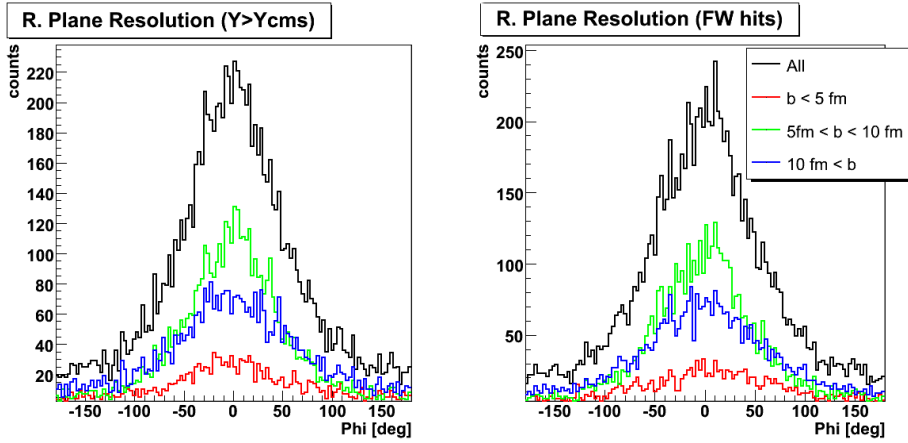 R. Plane Resolution (Y>Ycms)
counts
220
200
180
160
140
120
100
80
60
40
20
-150 -100 -50 0 50 100 150
Phi [deg]
R. Plane Resolution (FW hits)
counts
250
200
150
100
50
-150 -100 -50 0 50 100 150
Phi [deg]
All
b < 5 fm
5fm < b < 10 fm
10 fm < b